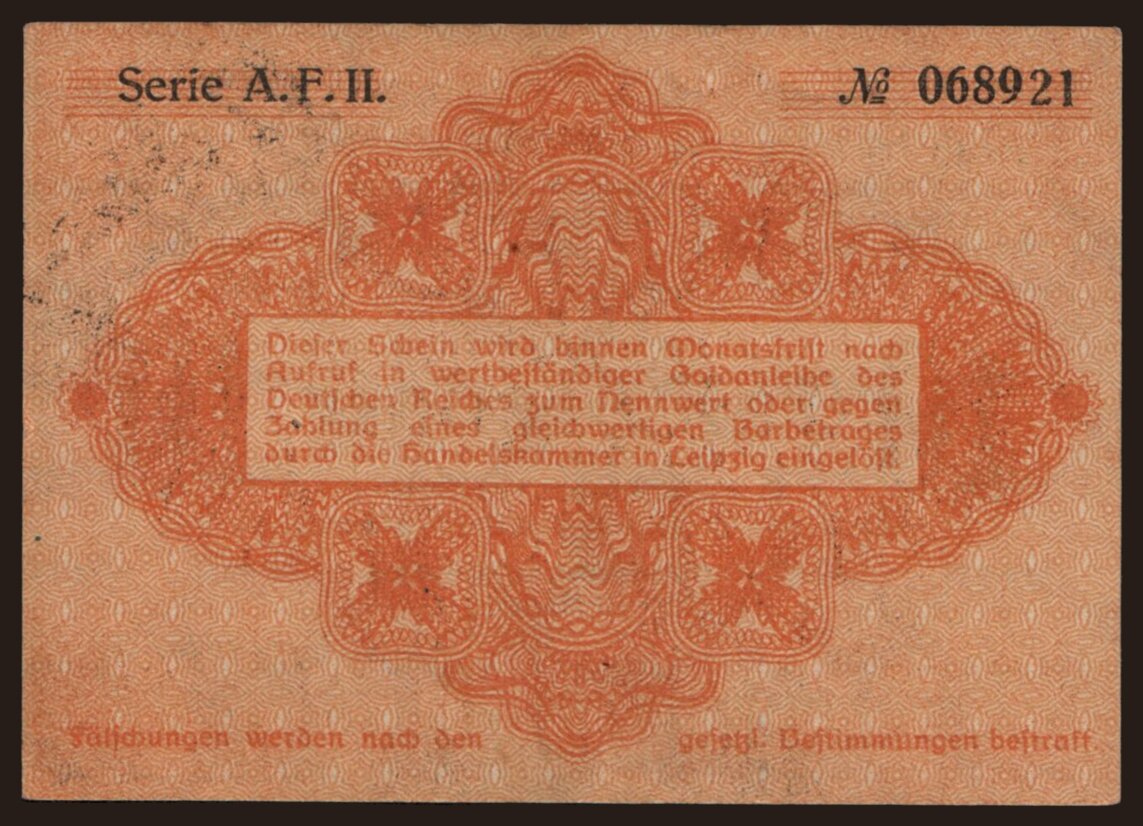 Serie A.F.II.
№ 068921
Dieser Schein wird binnen Monatsfrist nach
Aufruf in wertbeständiger Goldanleihe des
Deutschen Reiches zum Nennwert oder gegen
Zahlung eines gleichwertigen Barbetrages
durch die Handelskammer in Leipzig eingelöst.
Fälschungen werden nach den gesetzl. Bestimmungen bestraft.